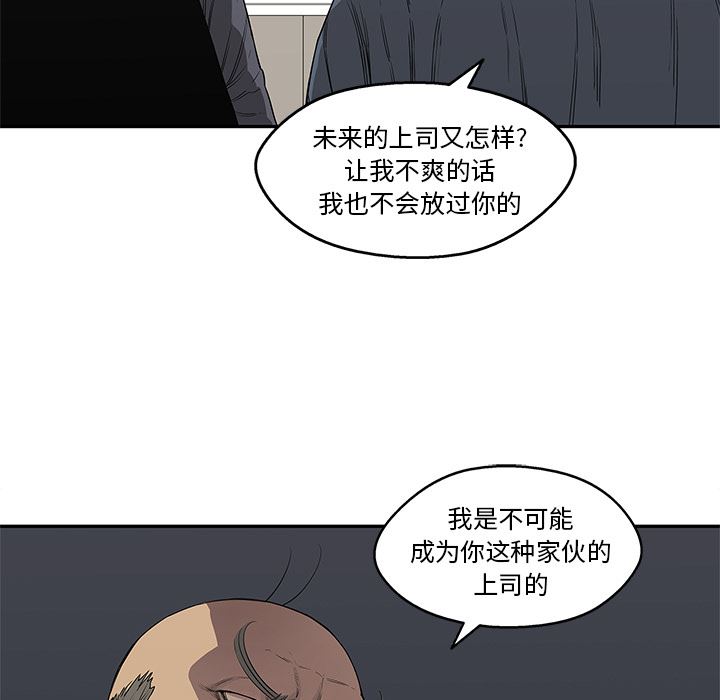 未来的上司又怎样?
让我不爽的话
我也不会放过你的
我是不可能
成为你这种家伙的
上司的